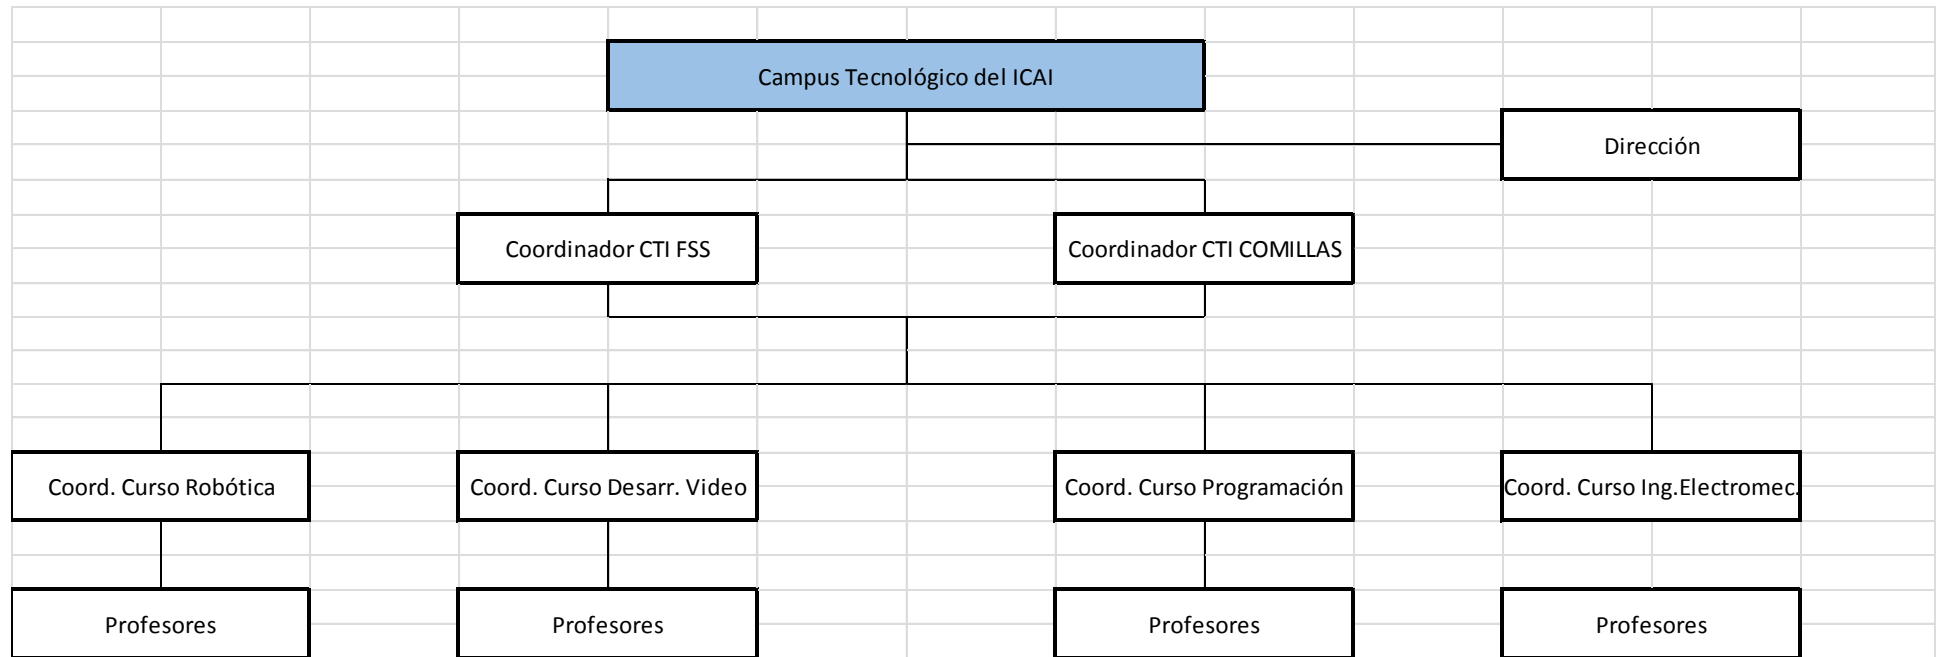 Campus Tecnológico del ICAI
Dirección
Coordinador CTI FSS
Coordinador CTI COMILLAS
Coord. Curso Robótica
Coord. Curso Desarr. Video
Coord. Curso Programación
Coord. Curso Ing.Electromec.
Profesores
Profesores
Profesores
Profesores